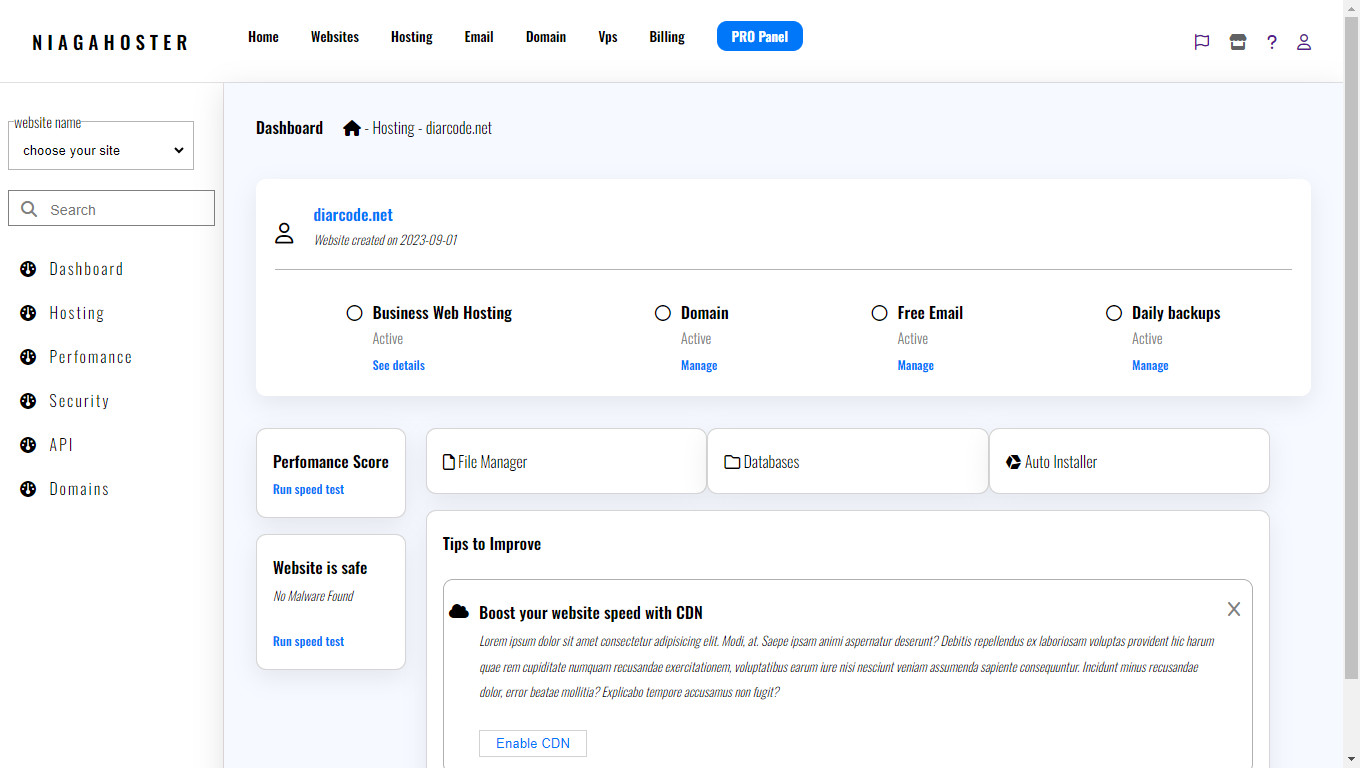 NIAGAHOSTER
Home Websites Hosting Email Domain Vps Billing PRO Panel
website name
choose your site
Search
Dashboard
Hosting
Perfomance
Security
API
Domains
Dashboard - Hosting - diarcode.net
diarcode.net
Website created on 2023-09-01
Business Web Hosting
Active
See details
Domain
Active
Manage
Free Email
Active
Manage
Daily backups
Active
Manage
Perfomance Score
Run speed test
Website is safe
No Malware Found
Run speed test
File Manager
Databases
Auto Installer
Tips to Improve
Boost your website speed with CDN
Lorem ipsum dolor sit amet consectetur adipisicing elit. Modi, at. Saepe ipsam animi aspernatur deserunt? Debitis repellendus ex laboriosam voluptas provident hic harum
quae rem cupiditate numquam recusandae exercitationem, voluptatibus earum iure nisi nesciunt veniam assumenda sapiente consequuntur. Incidunt minus recusandae
dolor, error beatae mollitia? Explicabo tempore accusamus non fugit?
Enable CDN